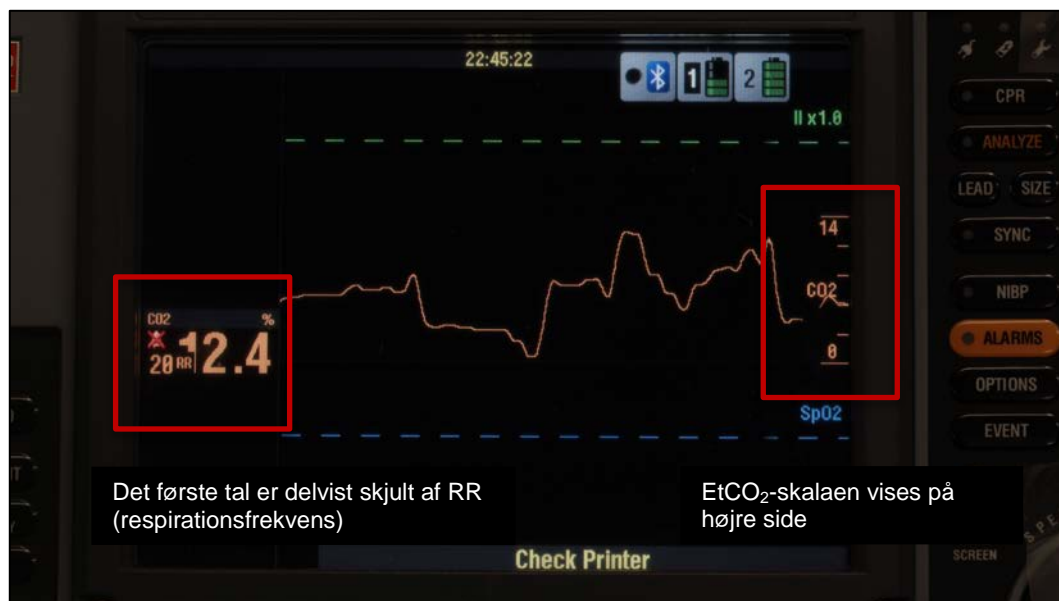 22:45:22
1
2
II x1.0
CPR
ANALYZE
LEAD
SIZE
14
SYNC
CO2
NIBP
CO2
%
20 RR 12.4
0
ALARMS
OPTIONS
SpO2
EVENT
Det første tal er delvist skjult af RR
(respirationsfrekvens)
EtCO₂-skalaen vises på
højre side
Check Printer
SCREEN